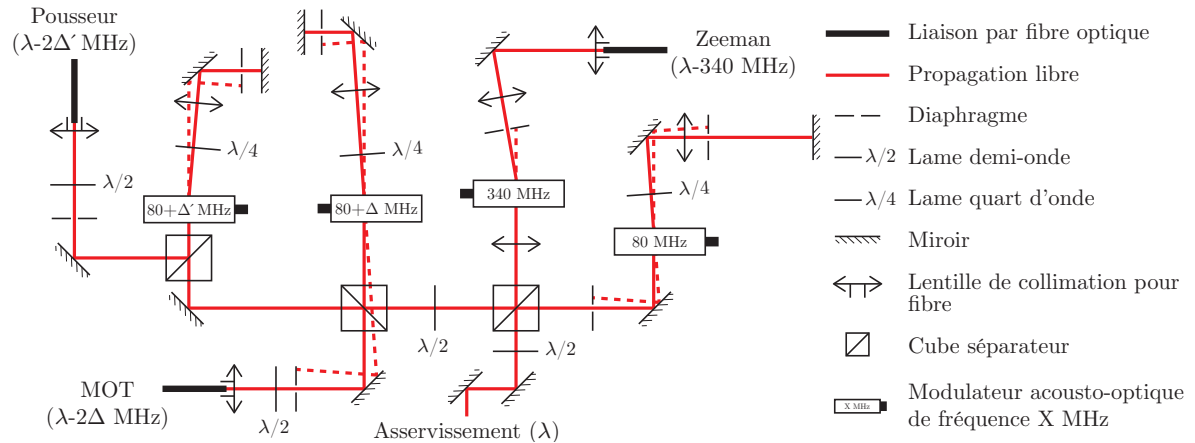 Pousseur
(λ-2Δ′ MHz)
Zeeman
(λ-340 MHz)
λ/4
λ/4
λ/2
λ/4
80+Δ′ MHz
80+Δ MHz
340 MHz
80 MHz
λ/2
λ/2
MOT
(λ-2Δ MHz)
λ/2
Asservissement (λ)
Liaison par fibre optique
Propagation libre
Diaphragme
λ/2 Lame demi-onde
λ/4 Lame quart d'onde
Miroir
Lentille de collimation pour
fibre
Cube séparateur
X MHz
Modulateur acousto-optique
de fréquence X MHz